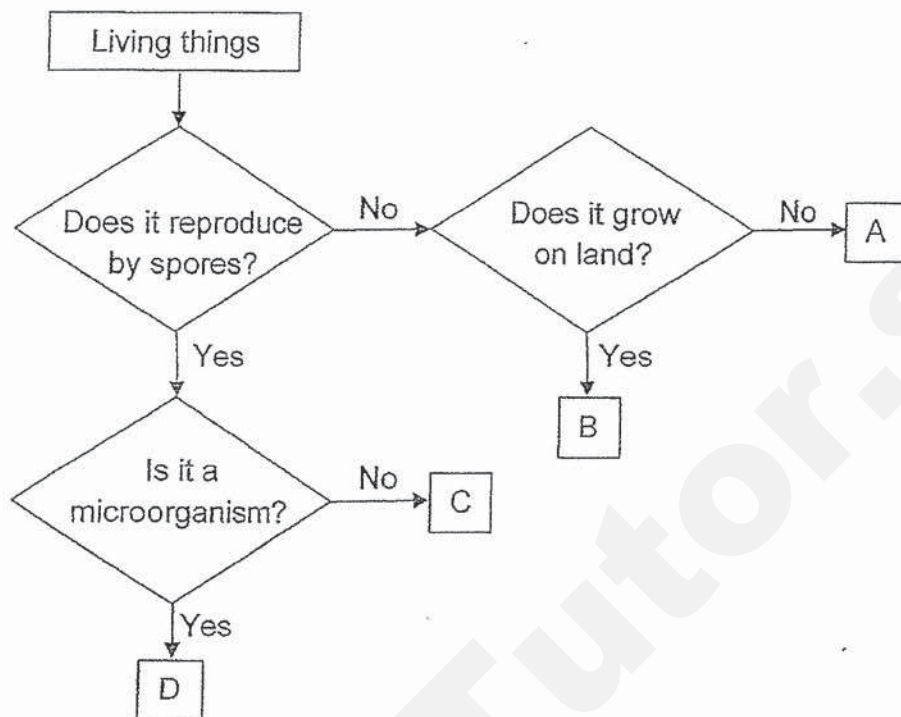 Living things
Does it reproduce
by spores?
No
Does it grow
on land?
No
A
Yes
Yes
B
Is it a
microorganism?
No
C
Yes
D
Tutor.s